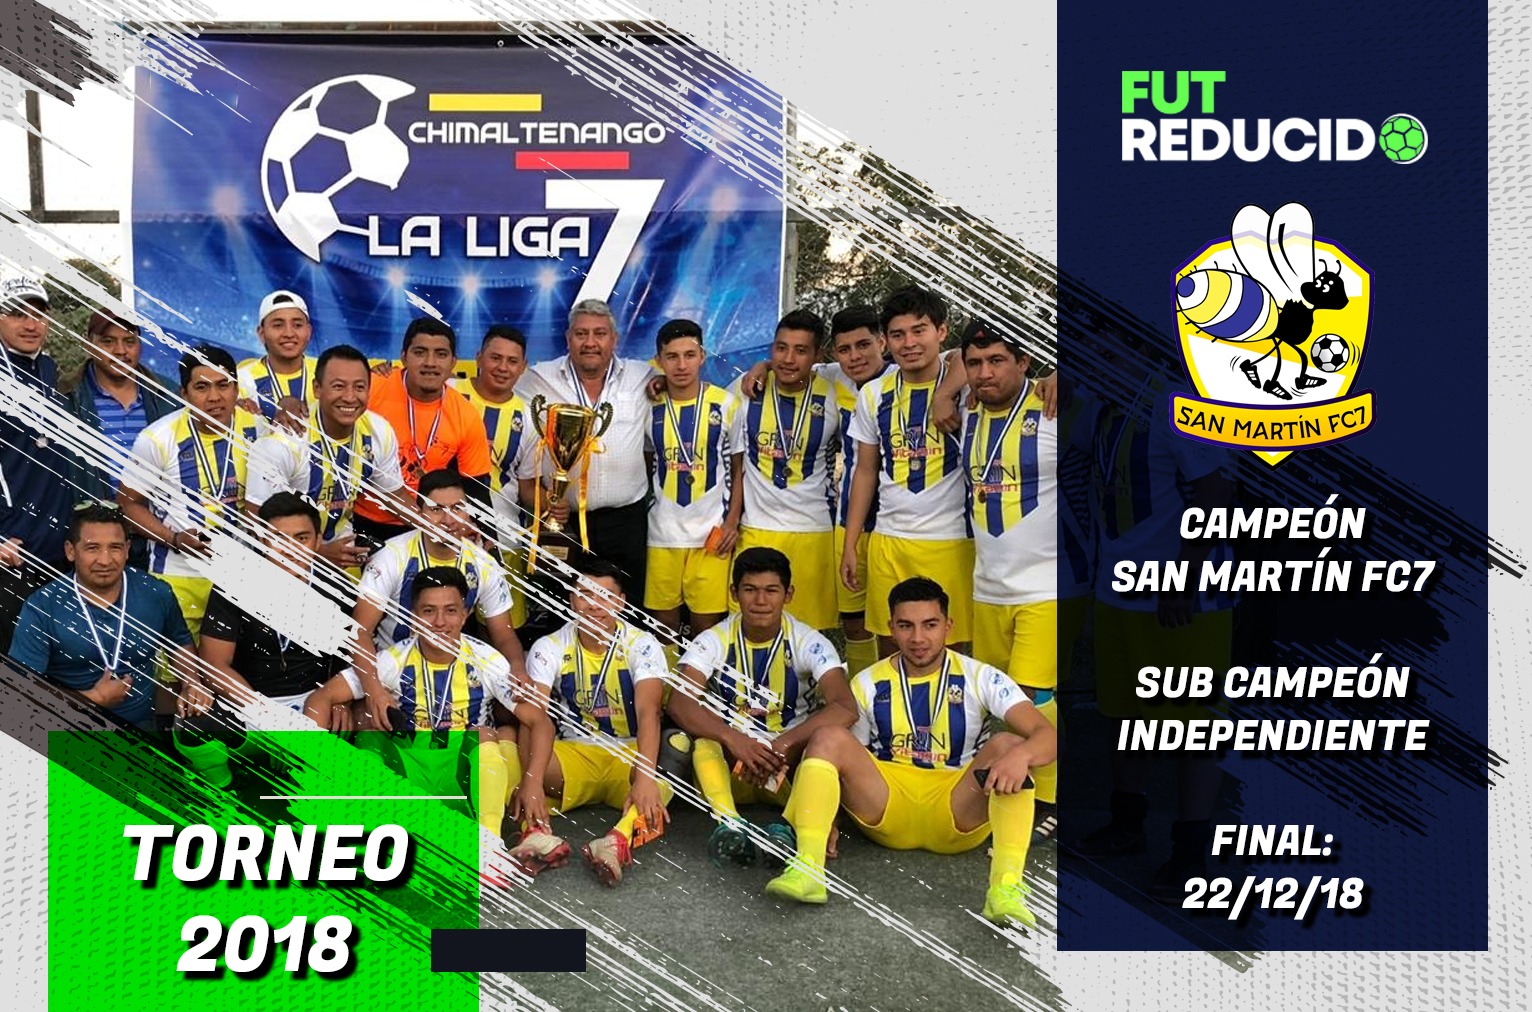 CHIMALTENANGO
LA LIGA 7
FUT
REDUCIDO
SAN MARTÍN FC7
CAMPEÓN
SAN MARTÍN FC7
SUB CAMPEÓN
INDEPENDIENTE
FINAL:
22/12/18
TORNEO
2018